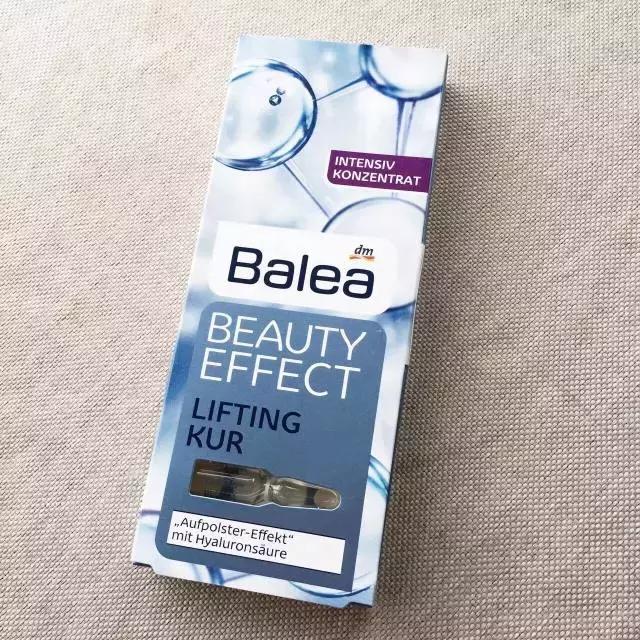 INTENSIV
KONZENTRAT
dm
Balea
BEAUTY
EFFECT
LIFTING
KUR
„Aufpolster-Effekt“
mit Hyaluronsäure